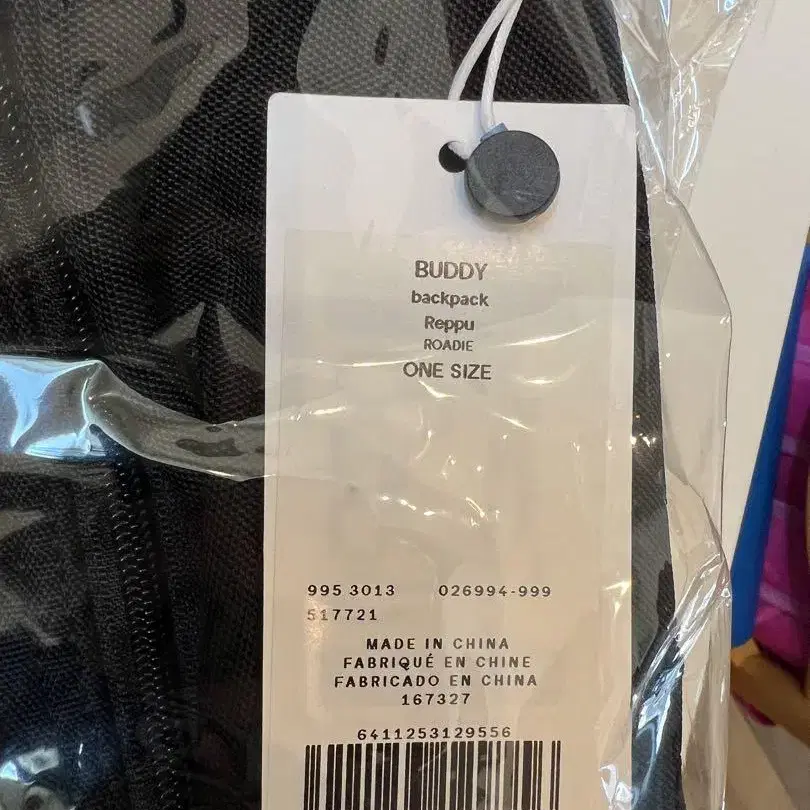 BUDDY
backpack
Reppu
ROADIE
ONE SIZE
995 3013 026994-999
517721
MADE IN CHINA
FABRIQUÉ EN CHINE
FABRICADO EN CHINA
167327
6411253129556